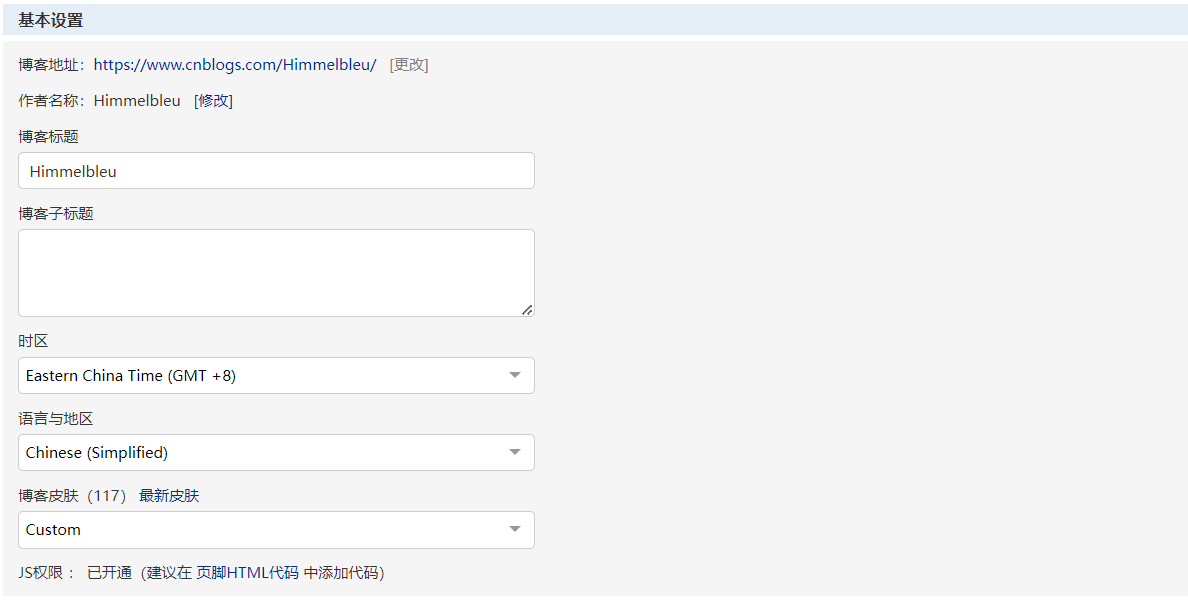 基本设置
博客地址：https://www.cnblogs.com/Himmelbleu/ [更改]
作者名称：Himmelbleu [修改]
博客标题
Himmelbleu
博客子标题
时区
Eastern China Time (GMT +8)
语言与地区
Chinese (Simplified)
博客皮肤（117） 最新皮肤
Custom
JS权限： 已开通（建议在 页脚HTML代码 中添加代码）